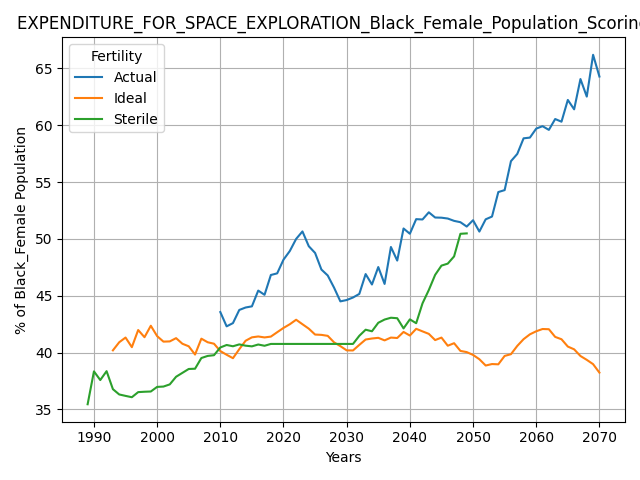 EXPENDITURE_FOR_SPACE_EXPLORATION_Black_Female_Population_Scoring
Fertility
Actual
Ideal
Sterile
% of Black_Female Population
65
60
55
50
45
40
35
1990 2000 2010 2020 2030 2040 2050 2060 2070
Years